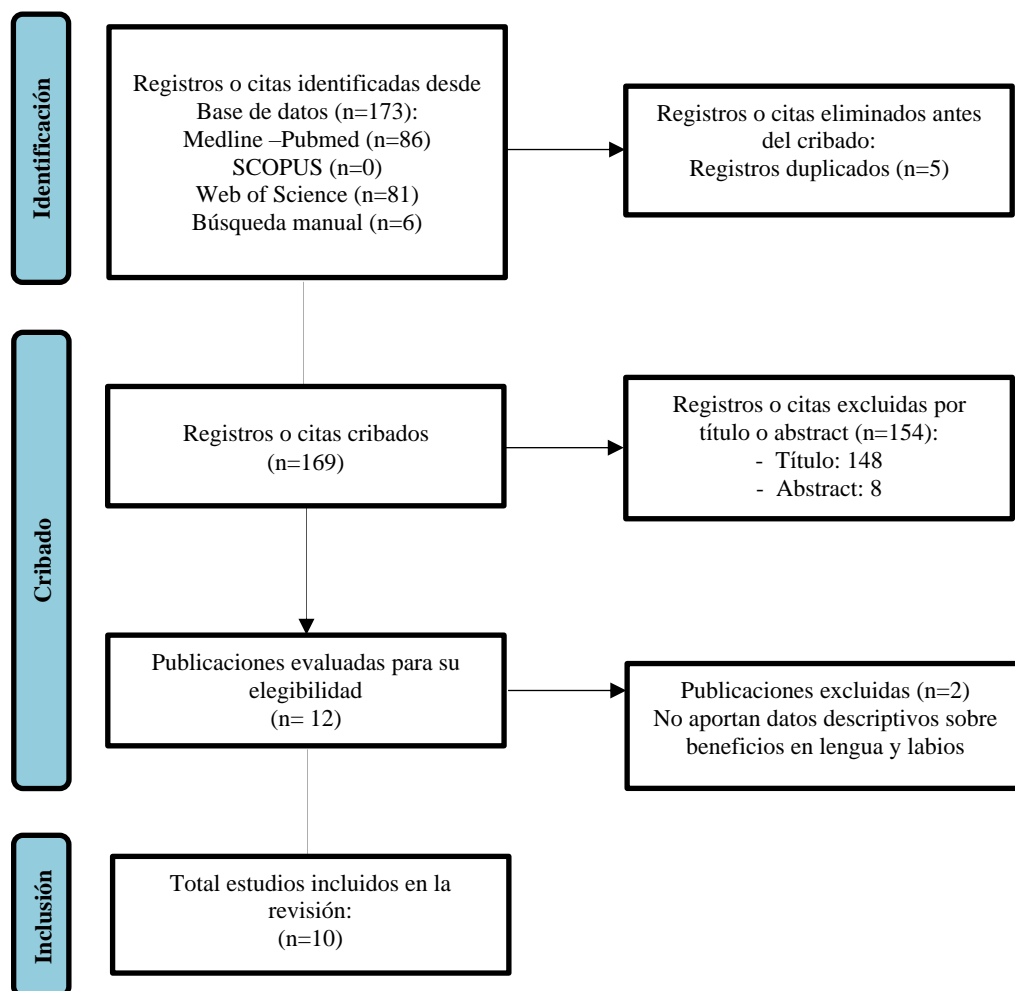 Identificación
Registros o citas identificadas desde
Base de datos (n=173):
Medline –Pubmed (n=86)
SCOPUS (n=0)
Web of Science (n=81)
Búsqueda manual (n=6)
Registros o citas eliminados antes
del cribado:
Registros duplicados (n=5)
Cribado
Registros o citas cribados
(n=169)
Registros o citas excluidas por
título o abstract (n=154):
- Título: 148
- Abstract: 8
Publicaciones evaluadas para su
elegibilidad
(n= 12)
Publicaciones excluidas (n=2)
No aportan datos descriptivos sobre
beneficios en lengua y labios
Inclusión
Total estudios incluidos en la
revisión:
(n=10)